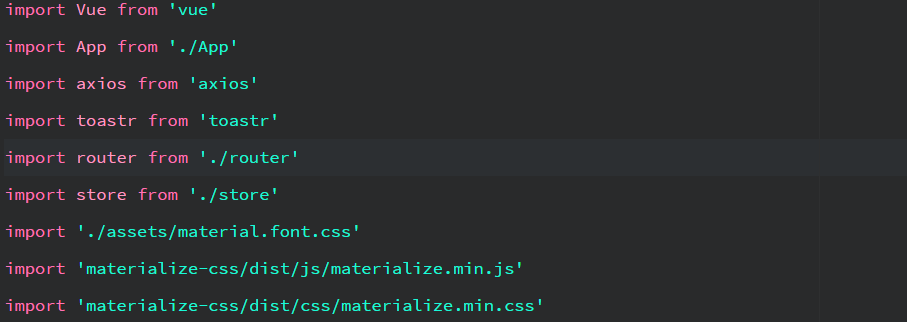 import Vue from 'vue'
import App from './App'
import axios from 'axios'
import toastr from 'toastr'
import router from './router'
import store from './store'
import './assets/material.font.css'
import 'materialize-css/dist/js/materialize.min.js'
import 'materialize-css/dist/css/materialize.min.css'